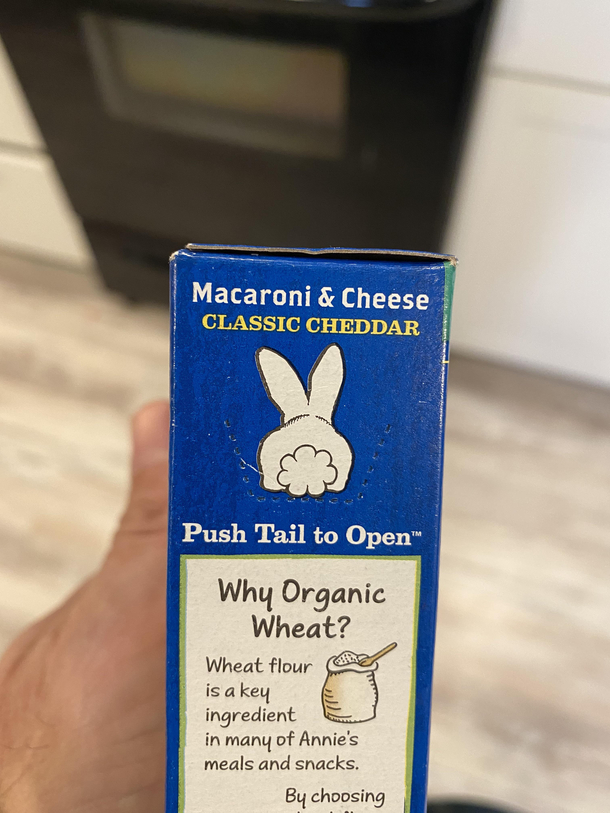 Macaroni & Cheese
CLASSIC CHEDDAR
Push Tail to Open™
Why Organic
Wheat?
Wheat flour
is a key
ingredient
in many of Annie's
meals and snacks.
By choosing